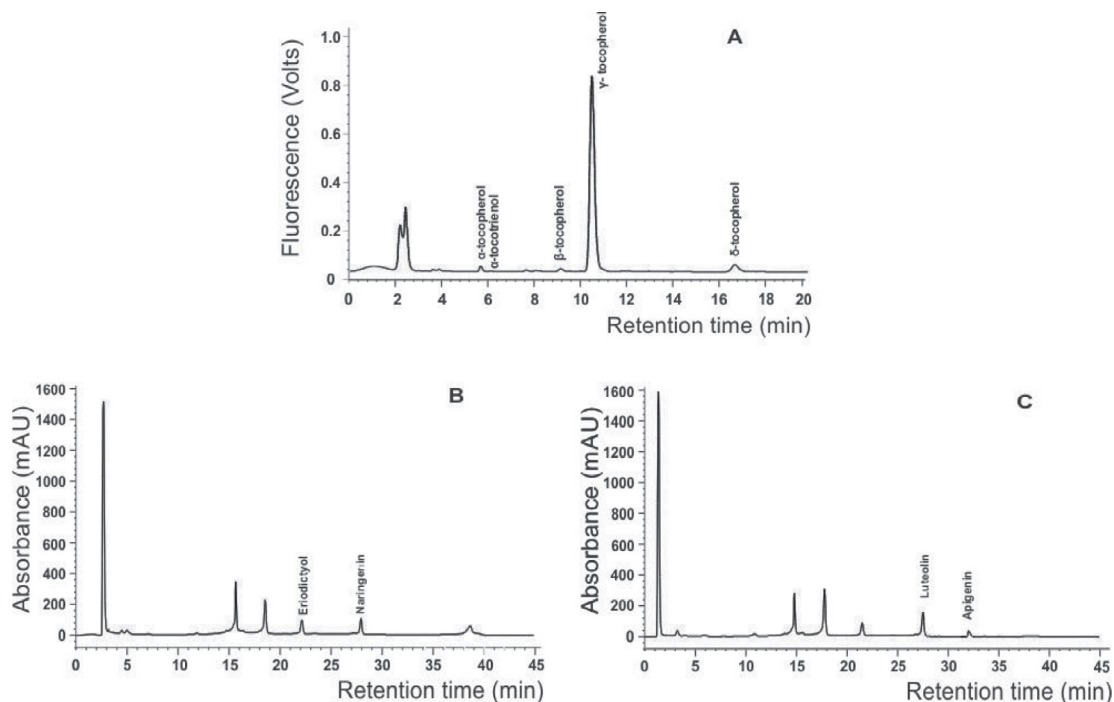 A
Fluorescence (Volts)
1.0
0.8
0.6
0.4
0.2
0
α-tocopherol
α-tocotrienol
β-tocopherol
γ- tocopherol
δ-tocopherol
0 2 4 6 8 10 12 14 16 18 20
Retention time (min)
B
Absorbance (mAU)
1600
1400
1200
1000
800
600
400
200
0
Eriodictyol
Naringenin
0 5 10 15 20 25 30 35 40 45
Retention time (min)
C
Absorbance (mAU)
1600
1400
1200
1000
800
600
400
200
0
Luteolin
Apigenin
0 5 10 15 20 25 30 35 40 45
Retention time (min)